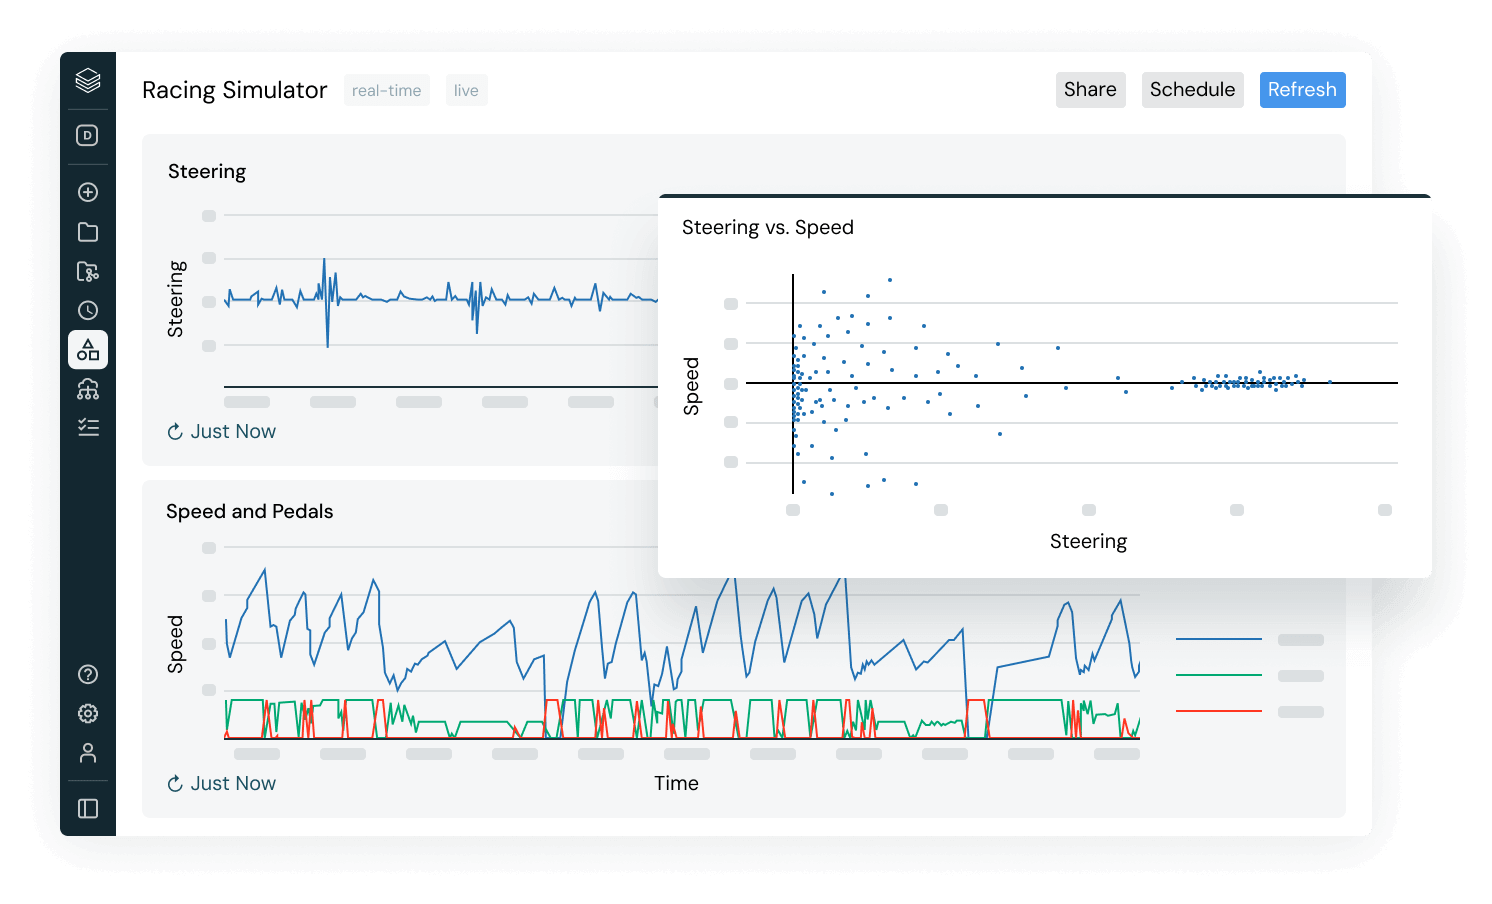 Racing Simulator
real-time
live
Share
Schedule
Refresh
D
Steering
Steering
Just Now
Steering vs. Speed
Speed
Steering
Speed and Pedals
Speed
Just Now
Time